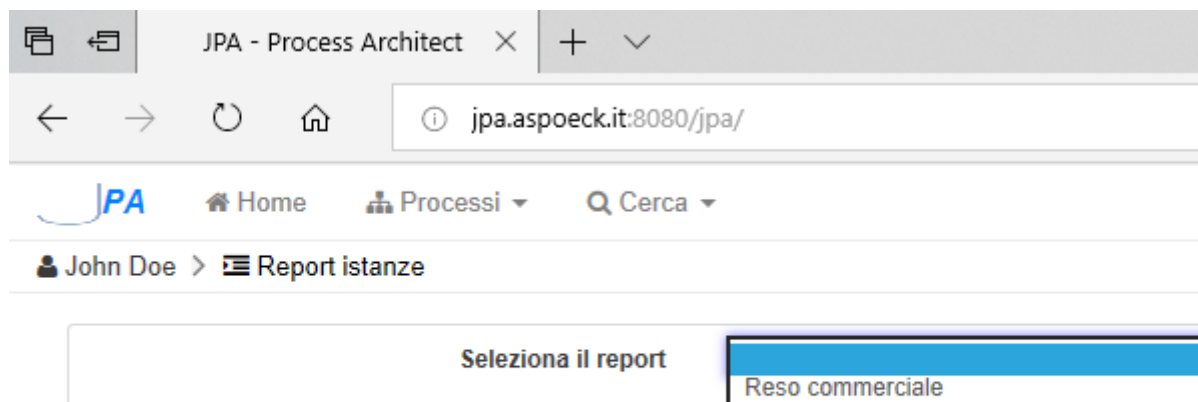 JPA - Process Architect
jpa.aspoeck.it:8080/jpa/
JPA Home Processi Cerca
John Doe > Report istanze
Seleziona il report
Reso commerciale